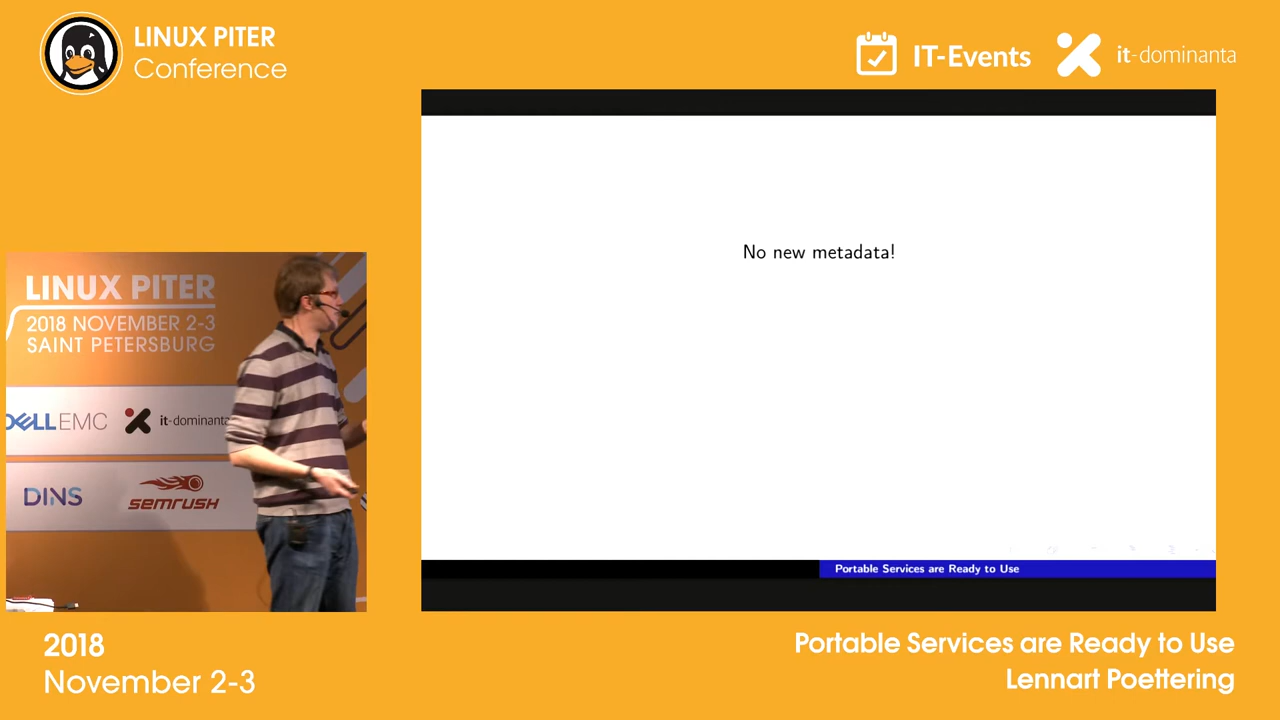 LINUX PITER
Conference
IT-Events
it-dominanta
No new metadata!
Portable Services are Ready to Use
LINUX PITER
2018 NOVEMBER 2-3
SAINT PETERSBURG
DELL EMC
it-dominanta
DINS
semrush
2018
November 2-3
Portable Services are Ready to Use
Lennart Poettering